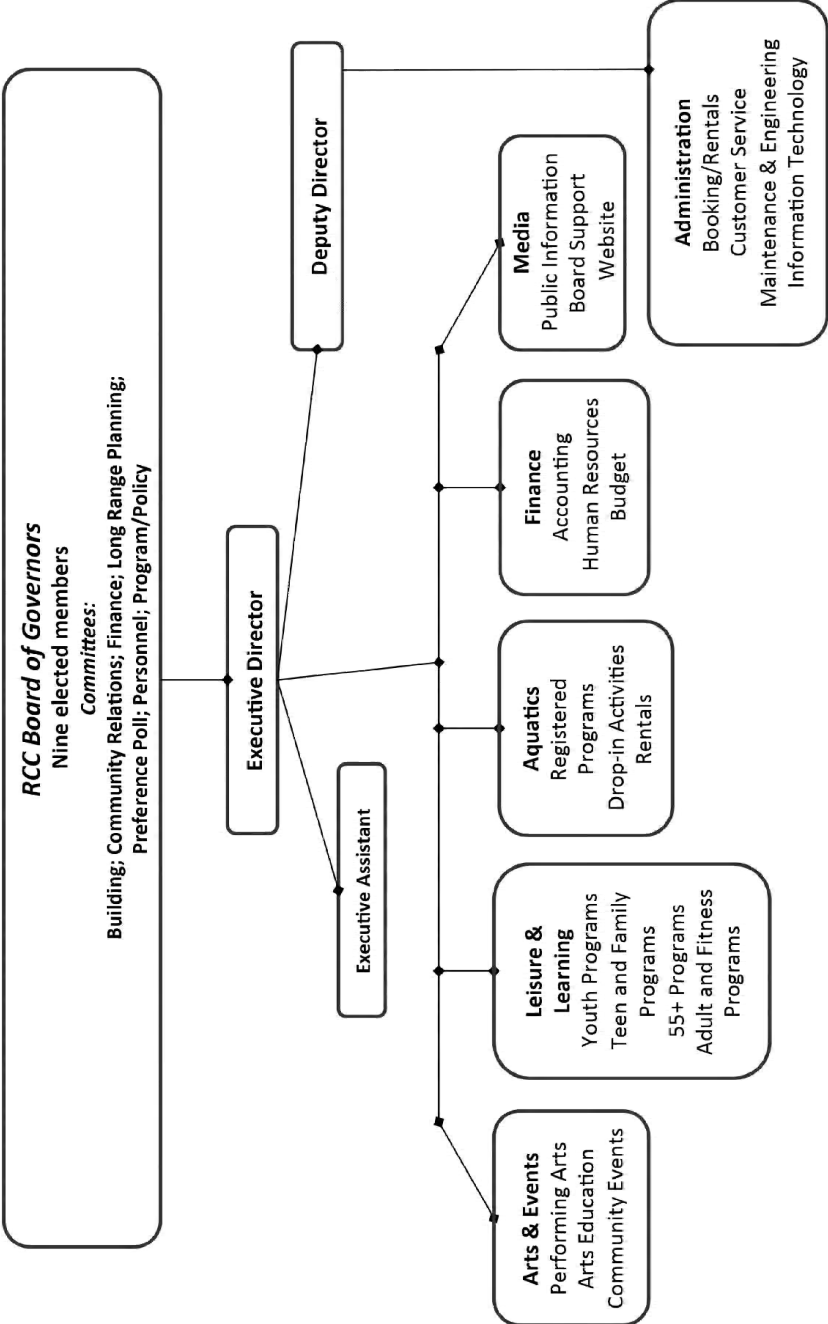 RCC Board of Governors
Nine elected members
Committees:
Building; Community Relations; Finance; Long Range Planning;
Preference Poll; Personnel; Program/Policy
Executive Director
Deputy Director
Executive Assistant
Arts & Events
Performing Arts
Arts Education
Community Events
Leisure &
Learning
Youth Programs
Teen and Family
Programs
55+ Programs
Adult and Fitness
Programs
Aquatics
Registered
Programs
Drop-in Activities
Rentals
Finance
Accounting
Human Resources
Budget
Media
Public Information
Board Support
Website
Administration
Booking/Rentals
Customer Service
Maintenance & Engineering
Information Technology